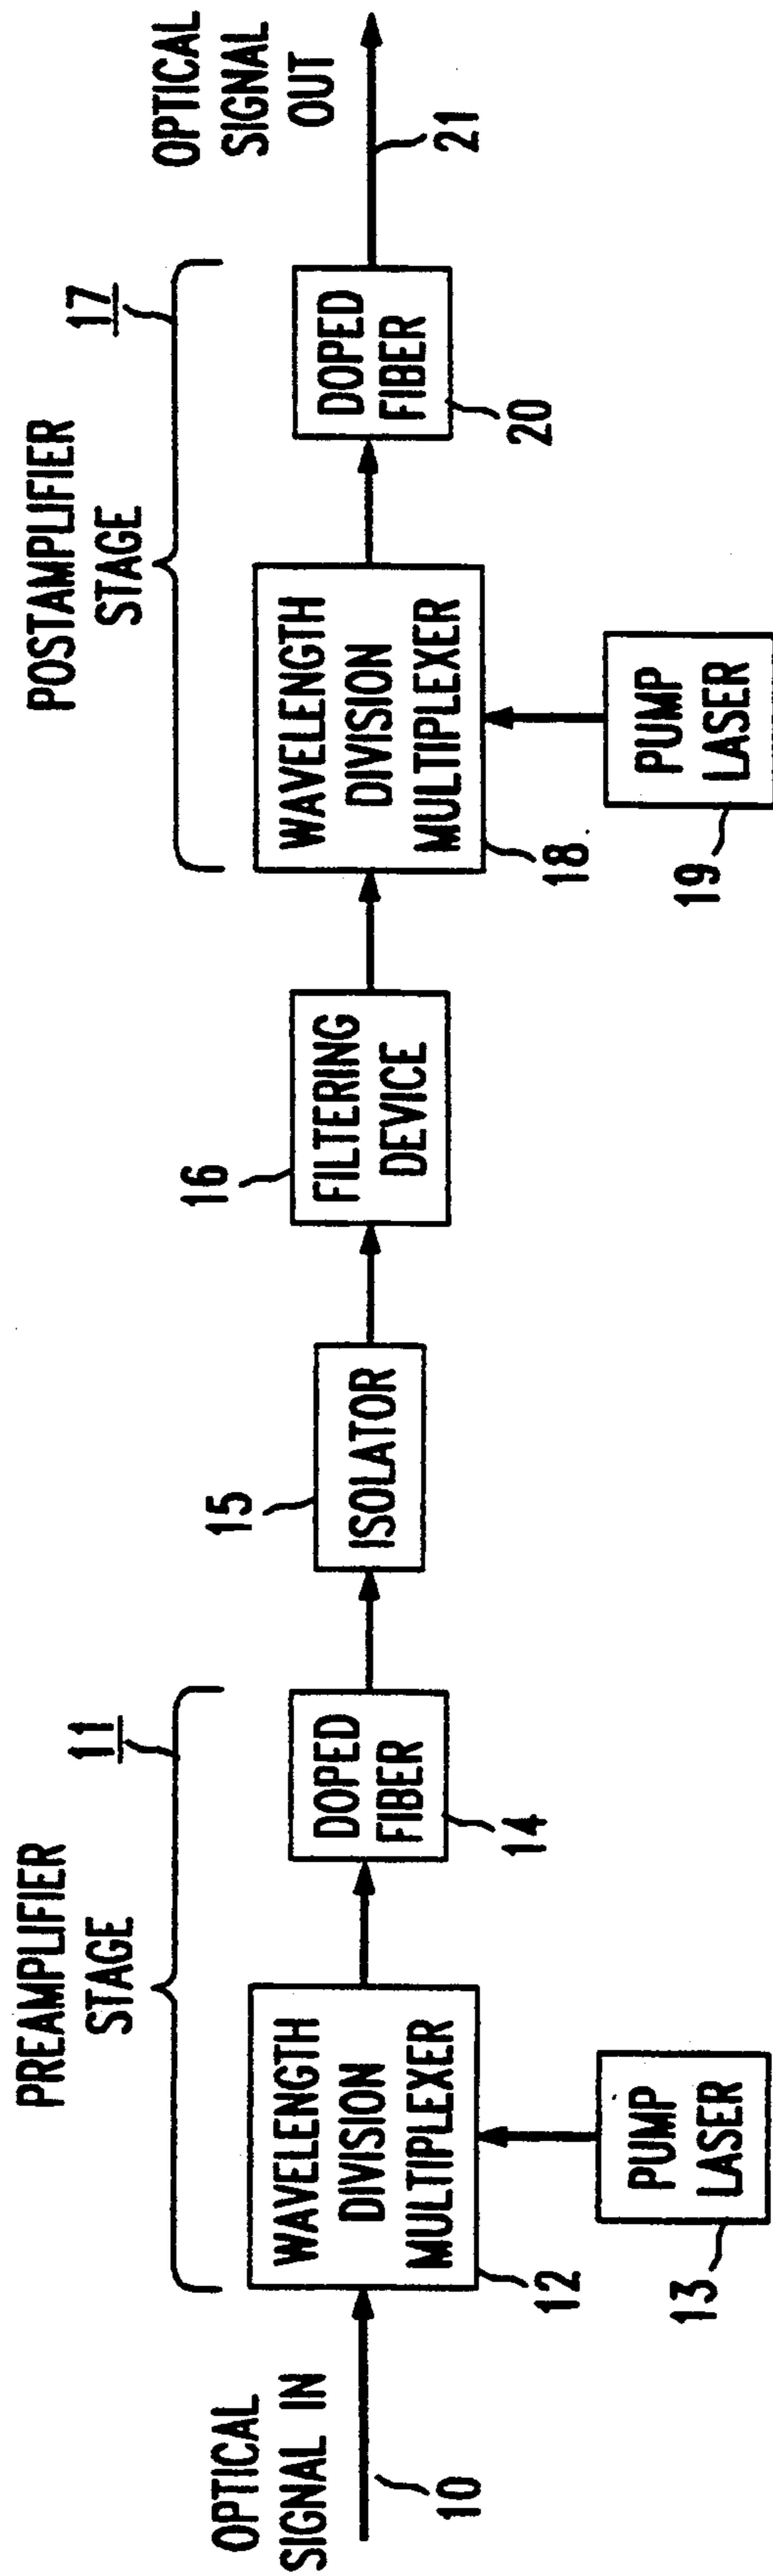 OPTICAL
SIGNAL IN
10
PREAMPLIFIER
STAGE
11
WAVELENGTH
DIVISION
MULTIPLEXER
12
PUMP
LASER
13
DOPED
FIBER
14
15
ISOLATOR
16
FILTERING
DEVICE
POSTAMPLIFIER
STAGE
17
WAVELENGTH
DIVISION
MULTIPLEXER
18
PUMP
LASER
19
DOPED
FIBER
20
OPTICAL
SIGNAL
OUT
21